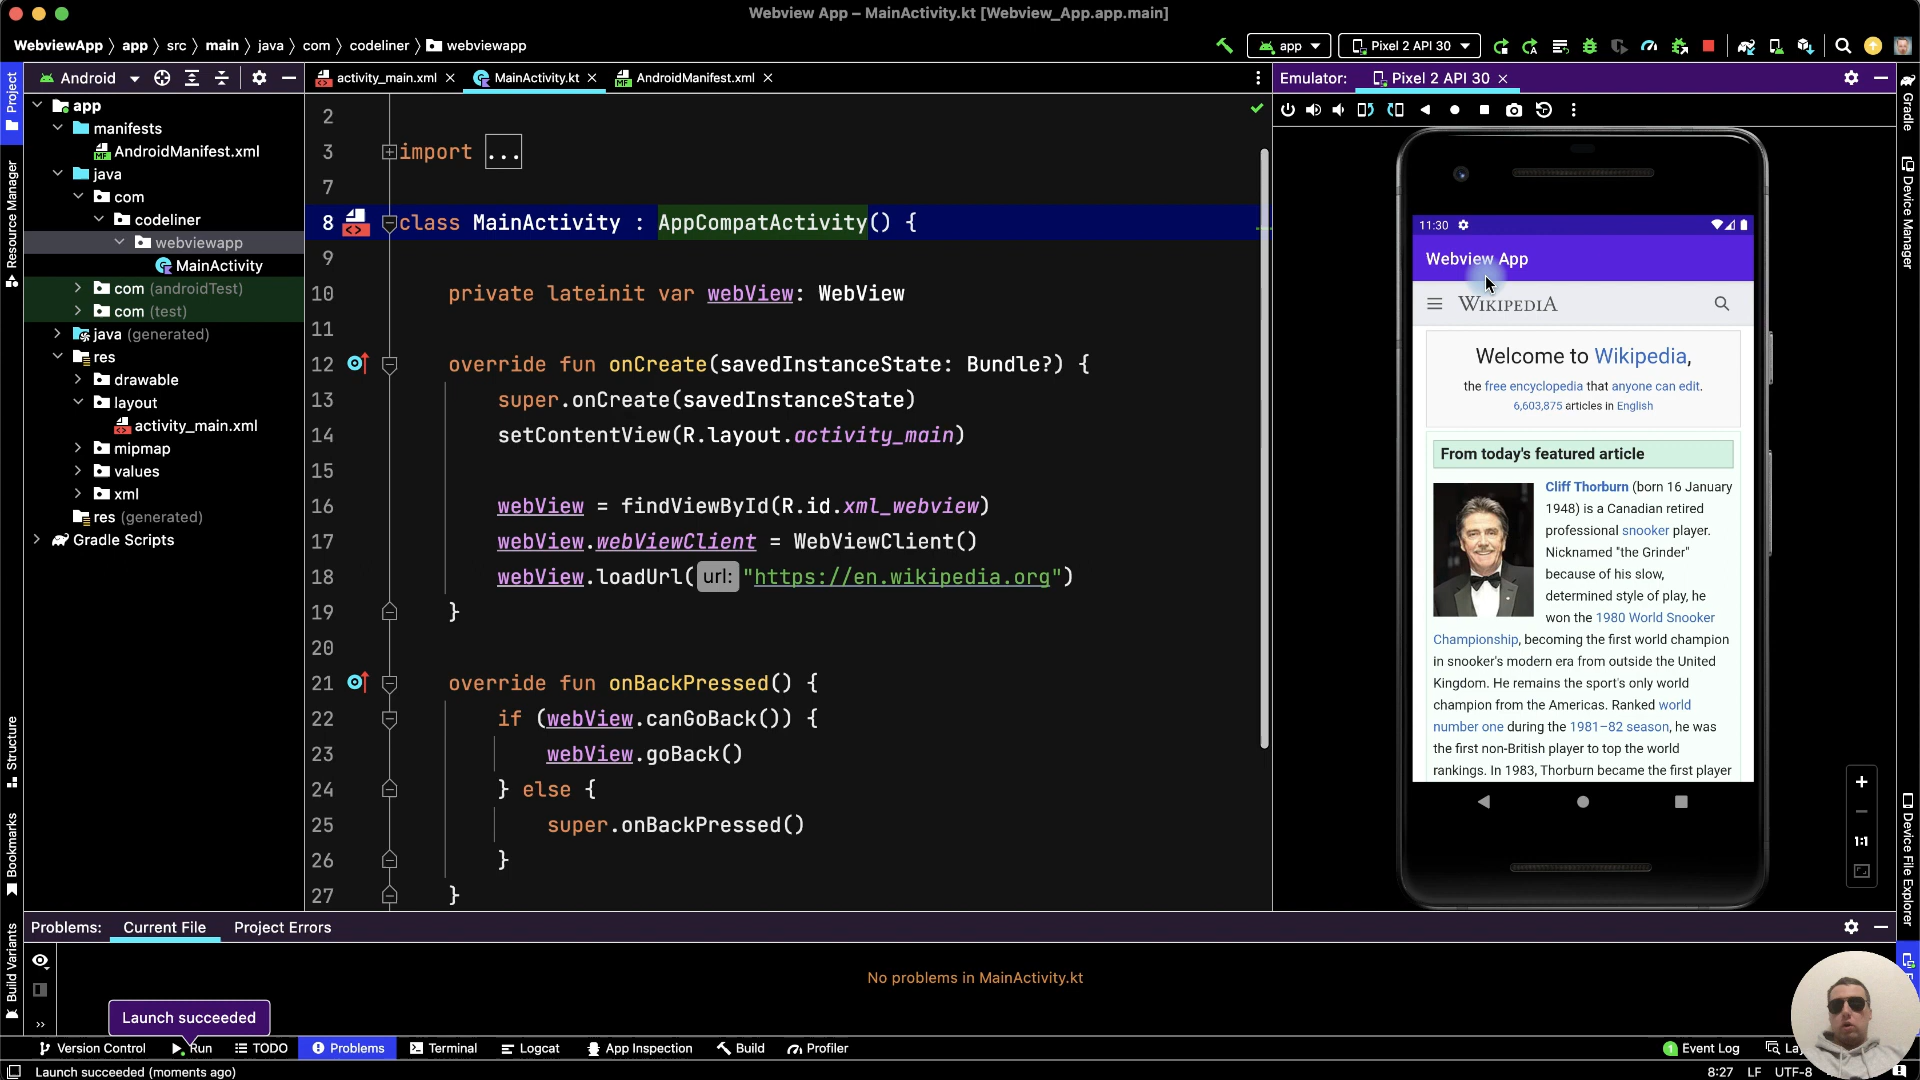 Webview App – MainActivity.kt [Webview_App.app.main]
WebviewApp 〉 app 〉 src 〉 main 〉 java 〉 com 〉 codeliner 〉 webviewapp
app
Pixel 2 API 30
Project
Resource Manager
Structure
Bookmarks
Build Variants
Android
app
manifests
AndroidManifest.xml
java
com
codeliner
webviewapp
MainActivity
com (androidTest)
com (test)
java (generated)
res
drawable
layout
activity_main.xml
mipmap
values
xml
res (generated)
Gradle Scripts
activity_main.xml
MainActivity.kt
AndroidManifest.xml
2
3 import ...
7
8 class MainActivity : AppCompatActivity() {
9
10 private lateinit var webView: WebView
11
12 override fun onCreate(savedInstanceState: Bundle?) {
13 super.onCreate(savedInstanceState)
14 setContentView(R.layout.activity_main)
15
16 webView = findViewById(R.id.xml_webview)
17 webView.webViewClient = WebViewClient()
18 webView.loadUrl( url: "https://en.wikipedia.org")
19 }
20
21 override fun onBackPressed() {
22 if (webView.canGoBack()) {
23 webView.goBack()
24 } else {
25 super.onBackPressed()
26 }
27 }
Emulator:
Pixel 2 API 30
11:30
Webview App
WIKIPEDIA
Welcome to Wikipedia,
the free encyclopedia that anyone can edit.
6,603,875 articles in English
From today's featured article
Cliff Thorburn (born 16 January
1948) is a Canadian retired
professional snooker player.
Nicknamed "the Grinder"
because of his slow,
determined style of play, he
won the 1980 World Snooker
Championship, becoming the first world champion
in snooker's modern era from outside the United
Kingdom. He remains the sport's only world
champion from the Americas. Ranked world
number one during the 1981–82 season, he was
the first non-British player to top the world
rankings. In 1983, Thorburn became the first player
1:1
Gradle
Device Manager
Device File Explorer
Problems:
Current File
Project Errors
No problems in MainActivity.kt
Launch succeeded
Version Control
Run
TODO
Problems
Terminal
Logcat
App Inspection
Build
Profiler
1 Event Log
Launch succeeded (moments ago)
8:27
LF
UTF-8